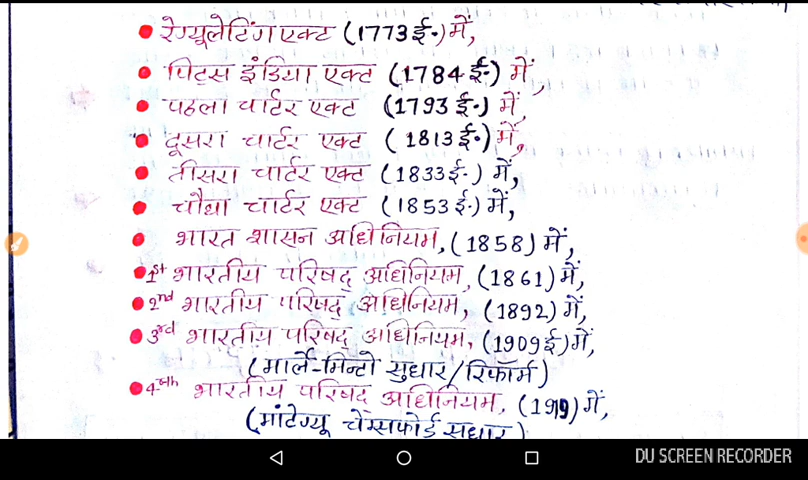 • रेग्यूलेटिंग एक्ट (1773 ई॰) में,
• पिट्स इंडिया एक्ट (1784 ई॰) में,
• पहला चार्टर एक्ट (1793 ई॰) में,
• दूसरा चार्टर एक्ट (1813 ई॰) में,
• तीसरा चार्टर एक्ट (1833 ई॰) में,
• चौथा चार्टर एक्ट (1853 ई॰) में,
• भारत शासन अधिनियम, (1858) में,
• 1st भारतीय परिषद् अधिनियम, (1861) में,
• 2nd भारतीय परिषद् अधिनियम, (1892) में,
• 3rd भारतीय परिषद् अधिनियम, (1909 ई) में,
(मार्ले-मिन्टो सुधार/रिफॉर्म)
• 4th भारतीय परिषद् अधिनियम, (1919) में,
(मांटेग्यू चेम्सफोर्ड सुधार)
DU SCREEN RECORDER